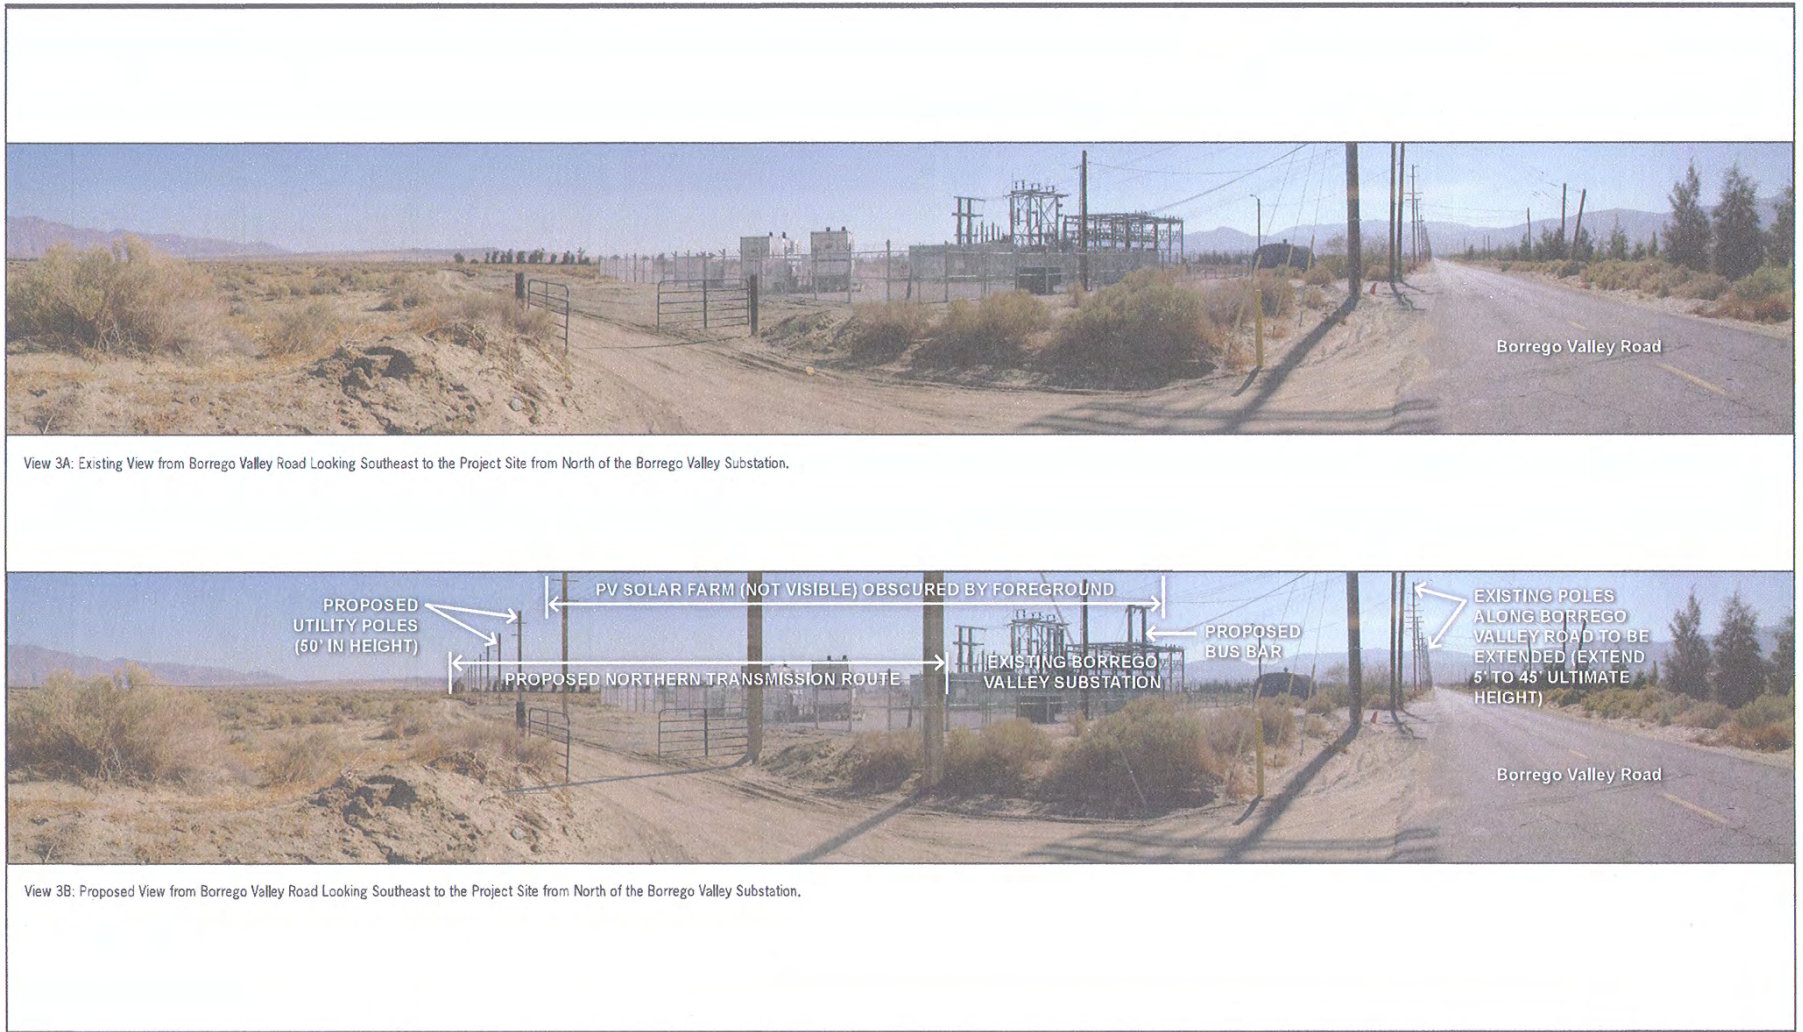 Borrego Valley Road
View 3A: Existing View from Borrego Valley Road Looking Southeast to the Project Site from North of the Borrego Valley Substation.
PROPOSED
UTILITY POLES
(50' IN HEIGHT)
PV SOLAR FARM (NOT VISIBLE) OBSCURED BY FOREGROUND
PROPOSED NORTHERN TRANSMISSION ROUTE
EXISTING BORREGO
VALLEY SUBSTATION
PROPOSED
BUS BAR
EXISTING POLES
ALONG BORREGO
VALLEY ROAD TO BE
EXTENDED (EXTEND
5' TO 45' ULTIMATE
HEIGHT)
Borrego Valley Road
View 3B: Proposed View from Borrego Valley Road Looking Southeast to the Project Site from North of the Borrego Valley Substation.